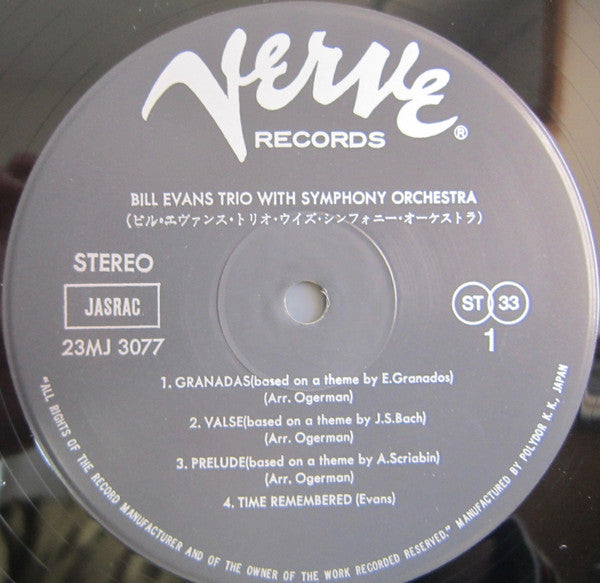 Verve
RECORDS ®
BILL EVANS TRIO WITH SYMPHONY ORCHESTRA
(ビル・エヴァンス・トリオ・ウイズ・シンフォニー・オーケストラ)
STEREO
JASRAC
23MJ 3077
ST 33
1
1. GRANADAS(based on a theme by E.Granados)
(Arr. Ogerman)
2. VALSE(based on a theme by J.S.Bach)
(Arr. Ogerman)
3. PRELUDE(based on a theme by A.Scriabin)
(Arr. Ogerman)
4. TIME REMEMBERED (Evans)
"ALL RIGHTS OF THE RECORD MANUFACTURER AND OF THE OWNER OF THE WORK RECORDED RESERVED." MANUFACTURED BY POLYDOR K. K., JAPAN